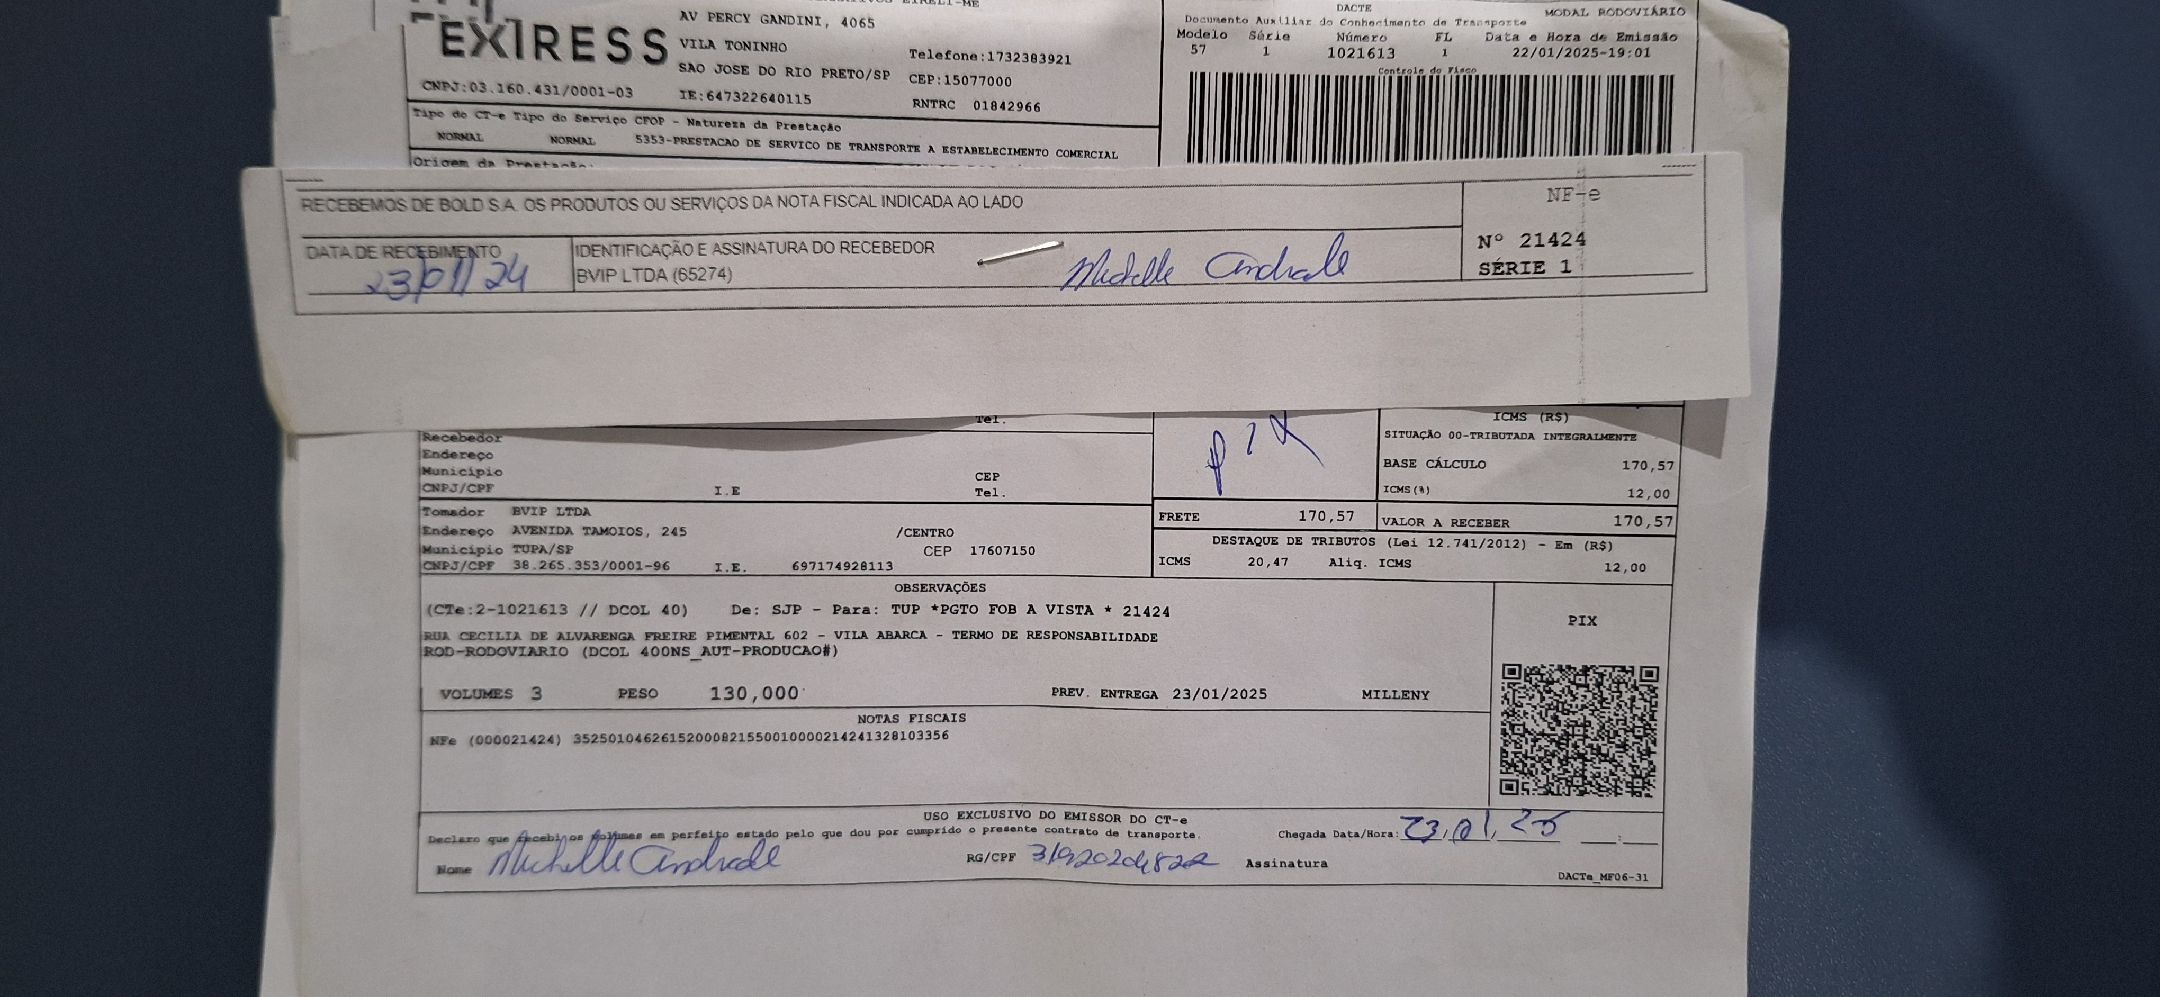 EIRELI-ME
EXPRESS
AV PERCY GANDINI, 4065
VILA TONINHO
SAO JOSE DO RIO PRETO/SP
Telefone:1732383921
CEP:15077000
CNPJ:03.160.431/0001-03
IE:647322640115
RNTRC 01842966
DACTE
Documento Auxiliar do Conhecimento de Transporte
MODAL RODOVIÁRIO
Modelo Série Número FL Data e Hora de Emissão
57 1 1021613 1 22/01/2025-19:01
Controle do Fisco
Tipo do CT-e Tipo do Serviço CFOP - Natureza da Prestação
NORMAL NORMAL 5353-PRESTACAO DE SERVICO DE TRANSPORTE A ESTABELECIMENTO COMERCIAL
Origem da Prestação:
RECEBEMOS DE BOLD S.A. OS PRODUTOS OU SERVIÇOS DA NOTA FISCAL INDICADA AO LADO
NF-e
Nº 21424
SÉRIE 1
DATA DE RECEBIMENTO
23/01/24
IDENTIFICAÇÃO E ASSINATURA DO RECEBEDOR
BVIP LTDA (65274)
Michelle Andrade
Tel.
Recebedor
Endereço
Município CEP
CNPJ/CPF I.E Tel.
PIX
ICMS (R$)
SITUAÇÃO 00-TRIBUTADA INTEGRALMENTE
BASE CÁLCULO 170,57
ICMS(%) 12,00
FRETE 170,57 VALOR A RECEBER 170,57
Tomador BVIP LTDA
Endereço AVENIDA TAMOIOS, 245 /CENTRO
Município TUPA/SP CEP 17607150
CNPJ/CPF 38.265.353/0001-96 I.E. 697174928113
DESTAQUE DE TRIBUTOS (Lei 12.741/2012) - Em (R$)
ICMS 20,47 Aliq. ICMS 12,00
OBSERVAÇÕES
(CTe:2-1021613 // DCOL 40) De: SJP - Para: TUP *PGTO FOB A VISTA * 21424
RUA CECILIA DE ALVARENGA FREIRE PIMENTAL 602 - VILA ABARCA - TERMO DE RESPONSABILIDADE
ROD-RODOVIARIO (DCOL 400NS_AUT-PRODUCAO#)
PIX
VOLUMES 3 PESO 130,000 PREV. ENTREGA 23/01/2025 MILLENY
NOTAS FISCAIS
NFe (000021424) 35250104626152000821550010000214241328103356
USO EXCLUSIVO DO EMISSOR DO CT-e
Declaro que recebi os volumes em perfeito estado pelo que dou por cumprido o presente contrato de transporte.
Chegada Data/Hora: 23/01/25 :
Nome Michelle Andrade RG/CPF Assinatura
DACTe_MF06-31